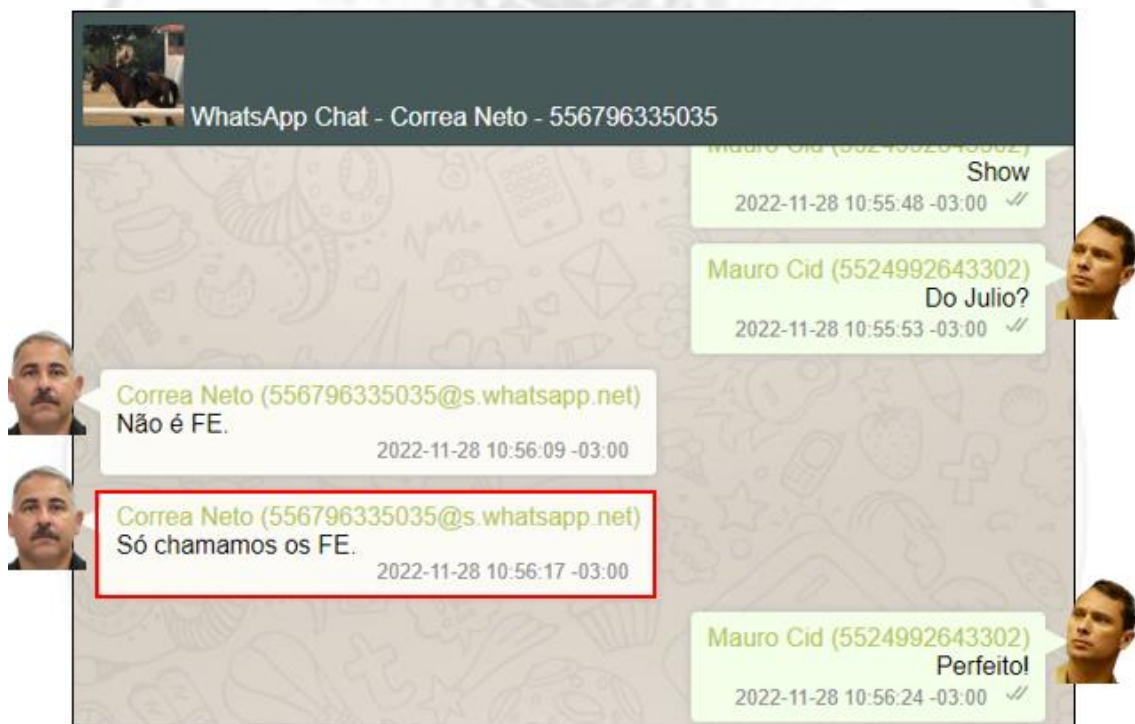 WhatsApp Chat - Correa Neto - 556796335035
Mauro Cid (5524992643302)
Show
2022-11-28 10:55:48 -03:00
Mauro Cid (5524992643302)
Do Julio?
2022-11-28 10:55:53 -03:00
Correa Neto (556796335035@s.whatsapp.net)
Não é FE.
2022-11-28 10:56:09 -03:00
Correa Neto (556796335035@s.whatsapp.net)
Só chamamos os FE.
2022-11-28 10:56:17 -03:00
Mauro Cid (5524992643302)
Perfeito!
2022-11-28 10:56:24 -03:00